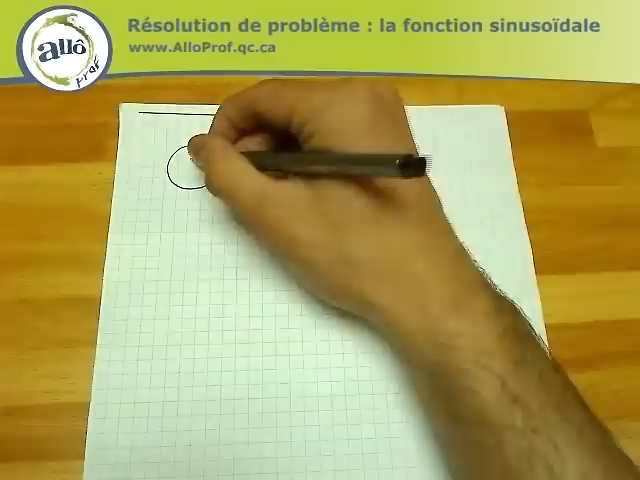 Résolution de problème : la fonction sinusoïdale
www.AlloProf.qc.ca
allô
prof